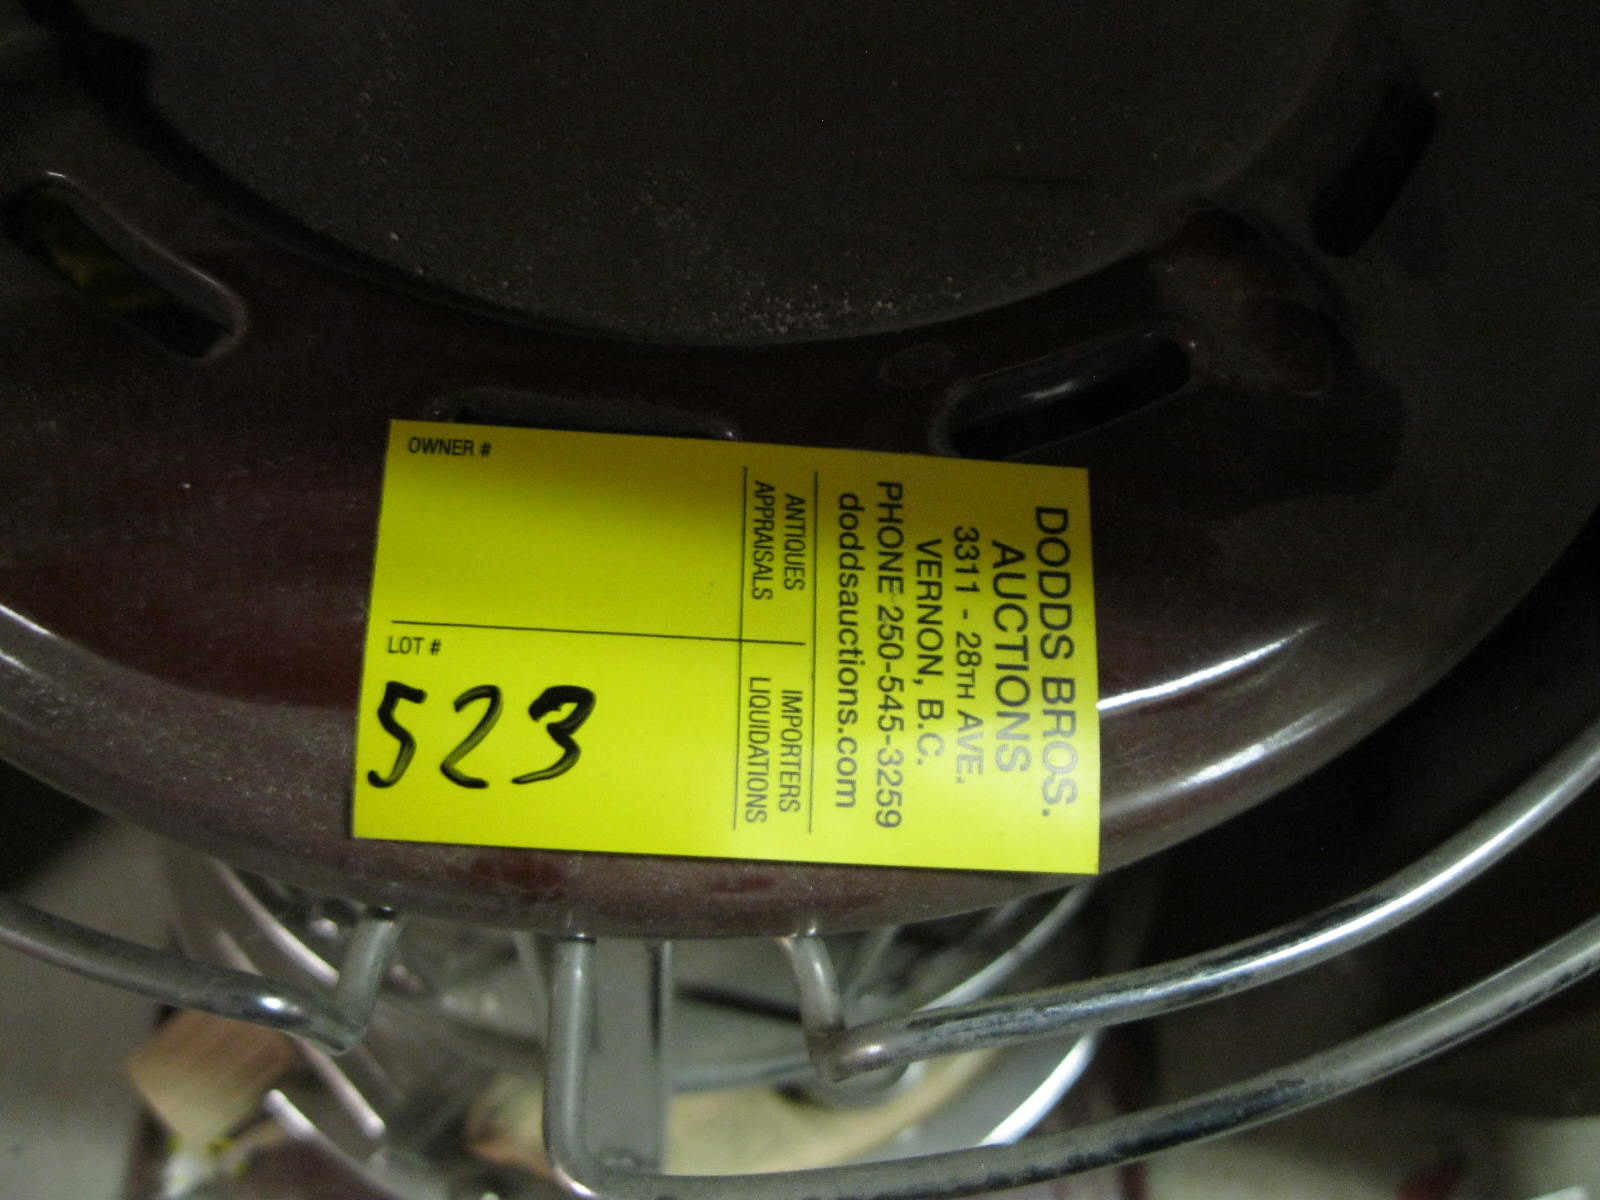 DODDS BROS.
AUCTIONS
3311 - 28TH AVE.
VERNON, B.C.
PHONE 250-545-3259
doddsauctions.com
ANTIQUES
APPRAISALS
IMPORTERS
LIQUIDATIONS
OWNER #
LOT #
523